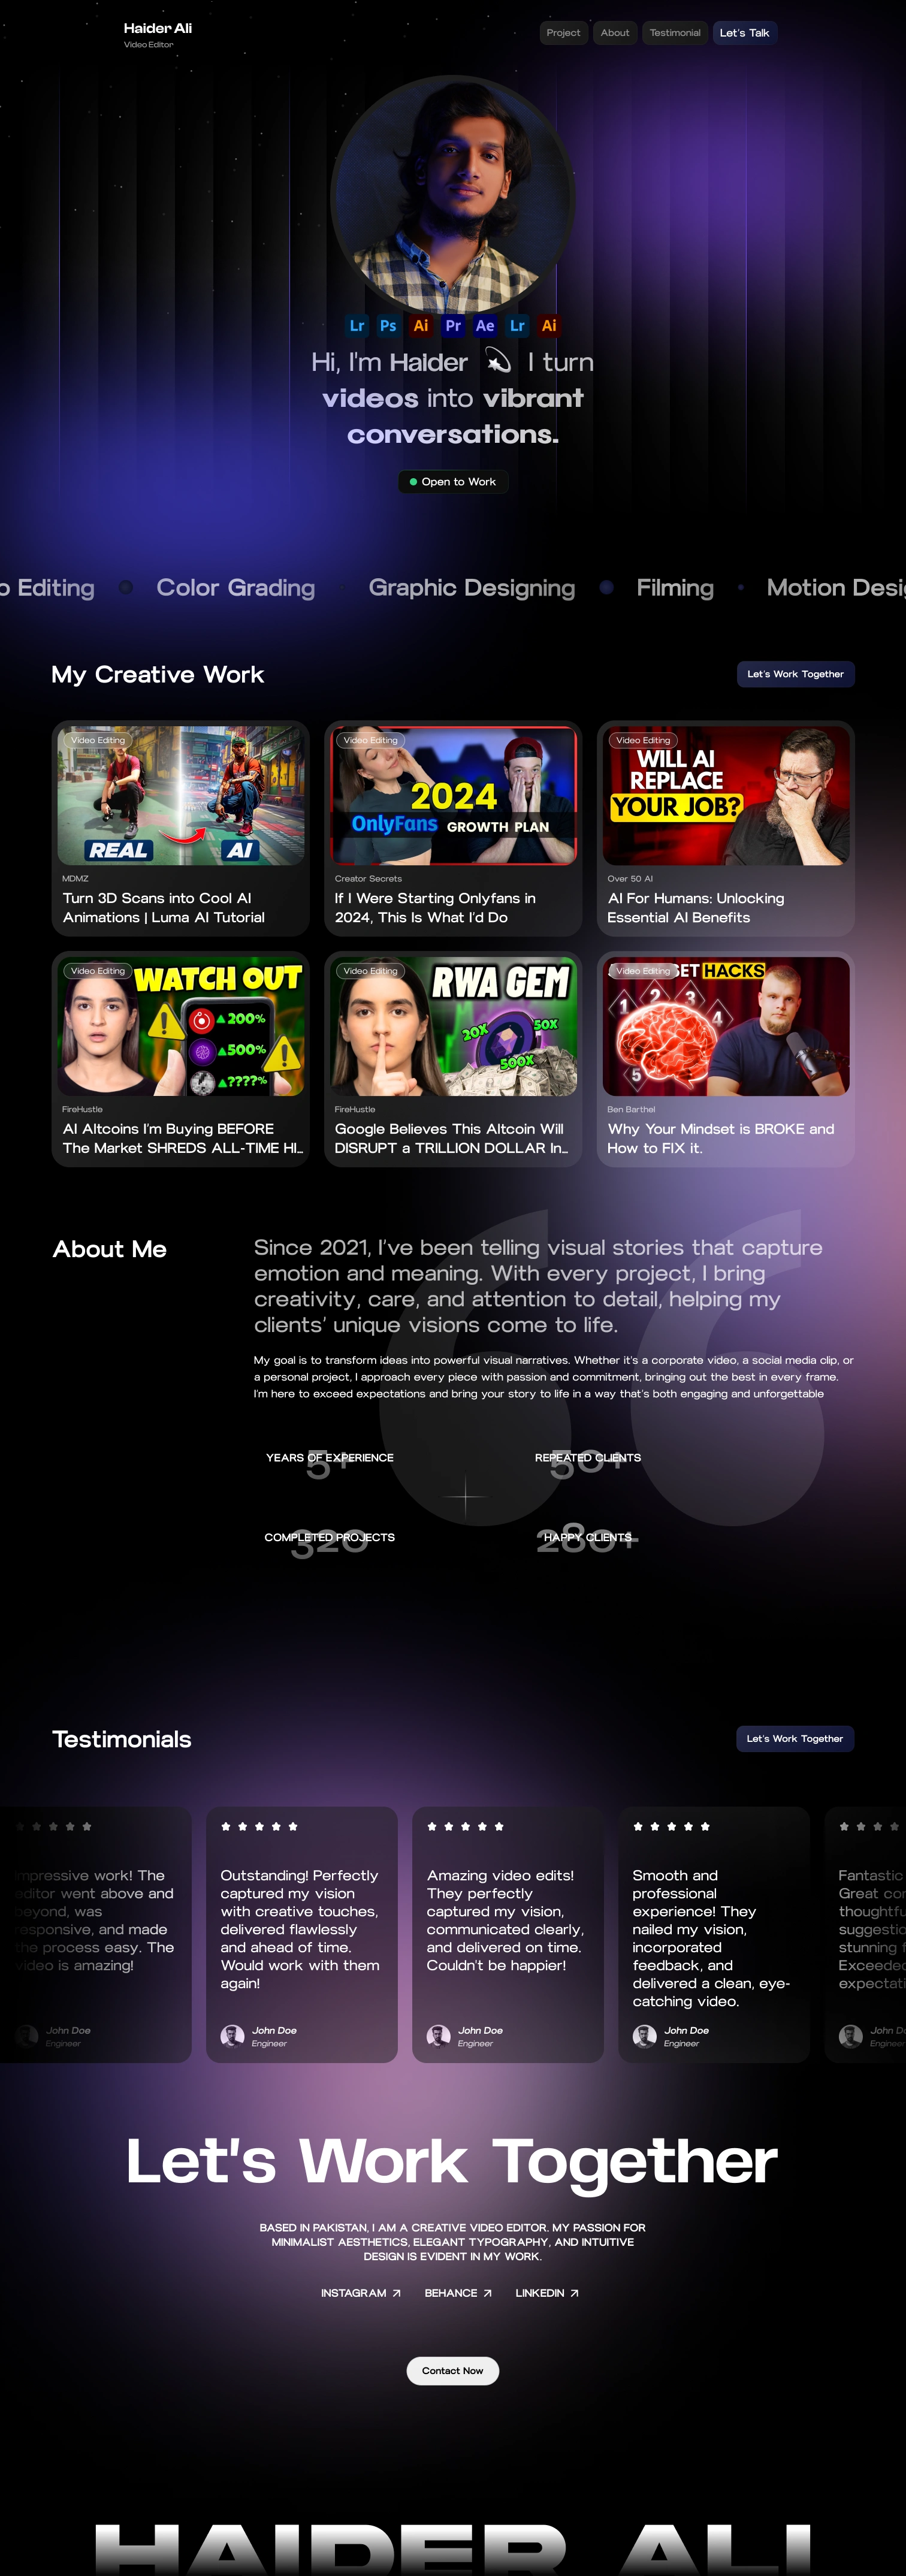 Haider Ali
Video Editor
Project
About
Testimonial
Let's Talk
Lr
Ps
Ai
Pr
Ae
Lr
Ai
Hi, I'm Haider I turn
videos into vibrant
conversations.
Open to Work
o Editing
Color Grading
Graphic Designing
Filming
Motion Desig
My Creative Work
Let's Work Together
Video Editing
REAL
AI
MDMZ
Turn 3D Scans into Cool AI
Animations | Luma AI Tutorial
Video Editing
2024
OnlyFans GROWTH PLAN
Creator Secrets
If I Were Starting Onlyfans in
2024, This Is What I'd Do
Video Editing
WILL AI
REPLACE
YOUR JOB?
Over 50 AI
AI For Humans: Unlocking
Essential AI Benefits
Video Editing
WATCH OUT
200%
500%
????%
FireHustle
AI Altcoins I'm Buying BEFORE
The Market SHREDS ALL-TIME HI...
Video Editing
RWA GEM
20X
50X
500X
FireHustle
Google Believes This Altcoin Will
DISRUPT a TRILLION DOLLAR In...
Video Editing
HACKS
1
2
3
4
5
Ben Barthel
Why Your Mindset is BROKE and
How to FIX it.
About Me
Since 2021, I've been telling visual stories that capture
emotion and meaning. With every project, I bring
creativity, care, and attention to detail, helping my
clients' unique visions come to life.
My goal is to transform ideas into powerful visual narratives. Whether it's a corporate video, a social media clip, or
a personal project, I approach every piece with passion and commitment, bringing out the best in every frame.
I'm here to exceed expectations and bring your story to life in a way that's both engaging and unforgettable
5+
YEARS OF EXPERIENCE
50+
REPEATED CLIENTS
320
COMPLETED PROJECTS
280+
HAPPY CLIENTS
Testimonials
Let's Work Together
mpressive work! The
editor went above and
beyond, was
responsive, and made
the process easy. The
video is amazing!
John Doe
Engineer
Outstanding! Perfectly
captured my vision
with creative touches,
delivered flawlessly
and ahead of time.
Would work with them
again!
John Doe
Engineer
Amazing video edits!
They perfectly
captured my vision,
communicated clearly,
and delivered on time.
Couldn't be happier!
John Doe
Engineer
Smooth and
professional
experience! They
nailed my vision,
incorporated
feedback, and
delivered a clean, eye-
catching video.
John Doe
Engineer
Fantastic
Great co
thoughtfu
suggestio
stunning f
Exceeded
expectati
John D
Engineer
Let's Work Together
BASED IN PAKISTAN, I AM A CREATIVE VIDEO EDITOR. MY PASSION FOR
MINIMALIST AESTHETICS, ELEGANT TYPOGRAPHY, AND INTUITIVE
DESIGN IS EVIDENT IN MY WORK.
INSTAGRAM
BEHANCE
LINKEDIN
Contact Now
HAIDER ALI